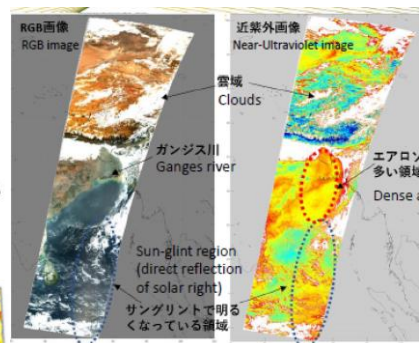 RGB画像
RGB image
近紫外画像
Near-Ultraviolet image
雲域
Clouds
ガンジス川
Ganges river
エアロ
多い領域
Dense
Sun-glint region
(direct reflection
of solar right)
サングリントで明る
くなっている領域